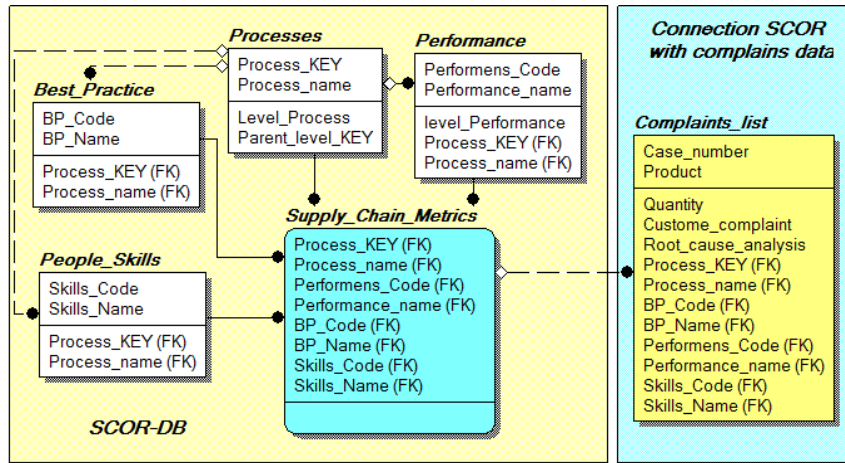 Processes
Process_KEY
Process_name
Level_Process
Parent_level_KEY
Performance
Performens_Code
Performance_name
level_Performance
Process_KEY (FK)
Process_name (FK)
Best_Practice
BP_Code
BP_Name
Process_KEY (FK)
Process_name (FK)
People_Skills
Skills_Code
Skills_Name
Process_KEY (FK)
Process_name (FK)
Supply_Chain_Metrics
Process_KEY (FK)
Process_name (FK)
Performens_Code (FK)
Performance_name (FK)
BP_Code (FK)
BP_Name (FK)
Skills_Code (FK)
Skills_Name (FK)
SCOR-DB
Connection SCOR
with complains data
Complaints_list
Case_number
Product
Quantity
Custome_complaint
Root_cause_analysis
Process_KEY (FK)
Process_name (FK)
BP_Code (FK)
BP_Name (FK)
Performens_Code (FK)
Performance_name (FK)
Skills_Code (FK)
Skills_Name (FK)